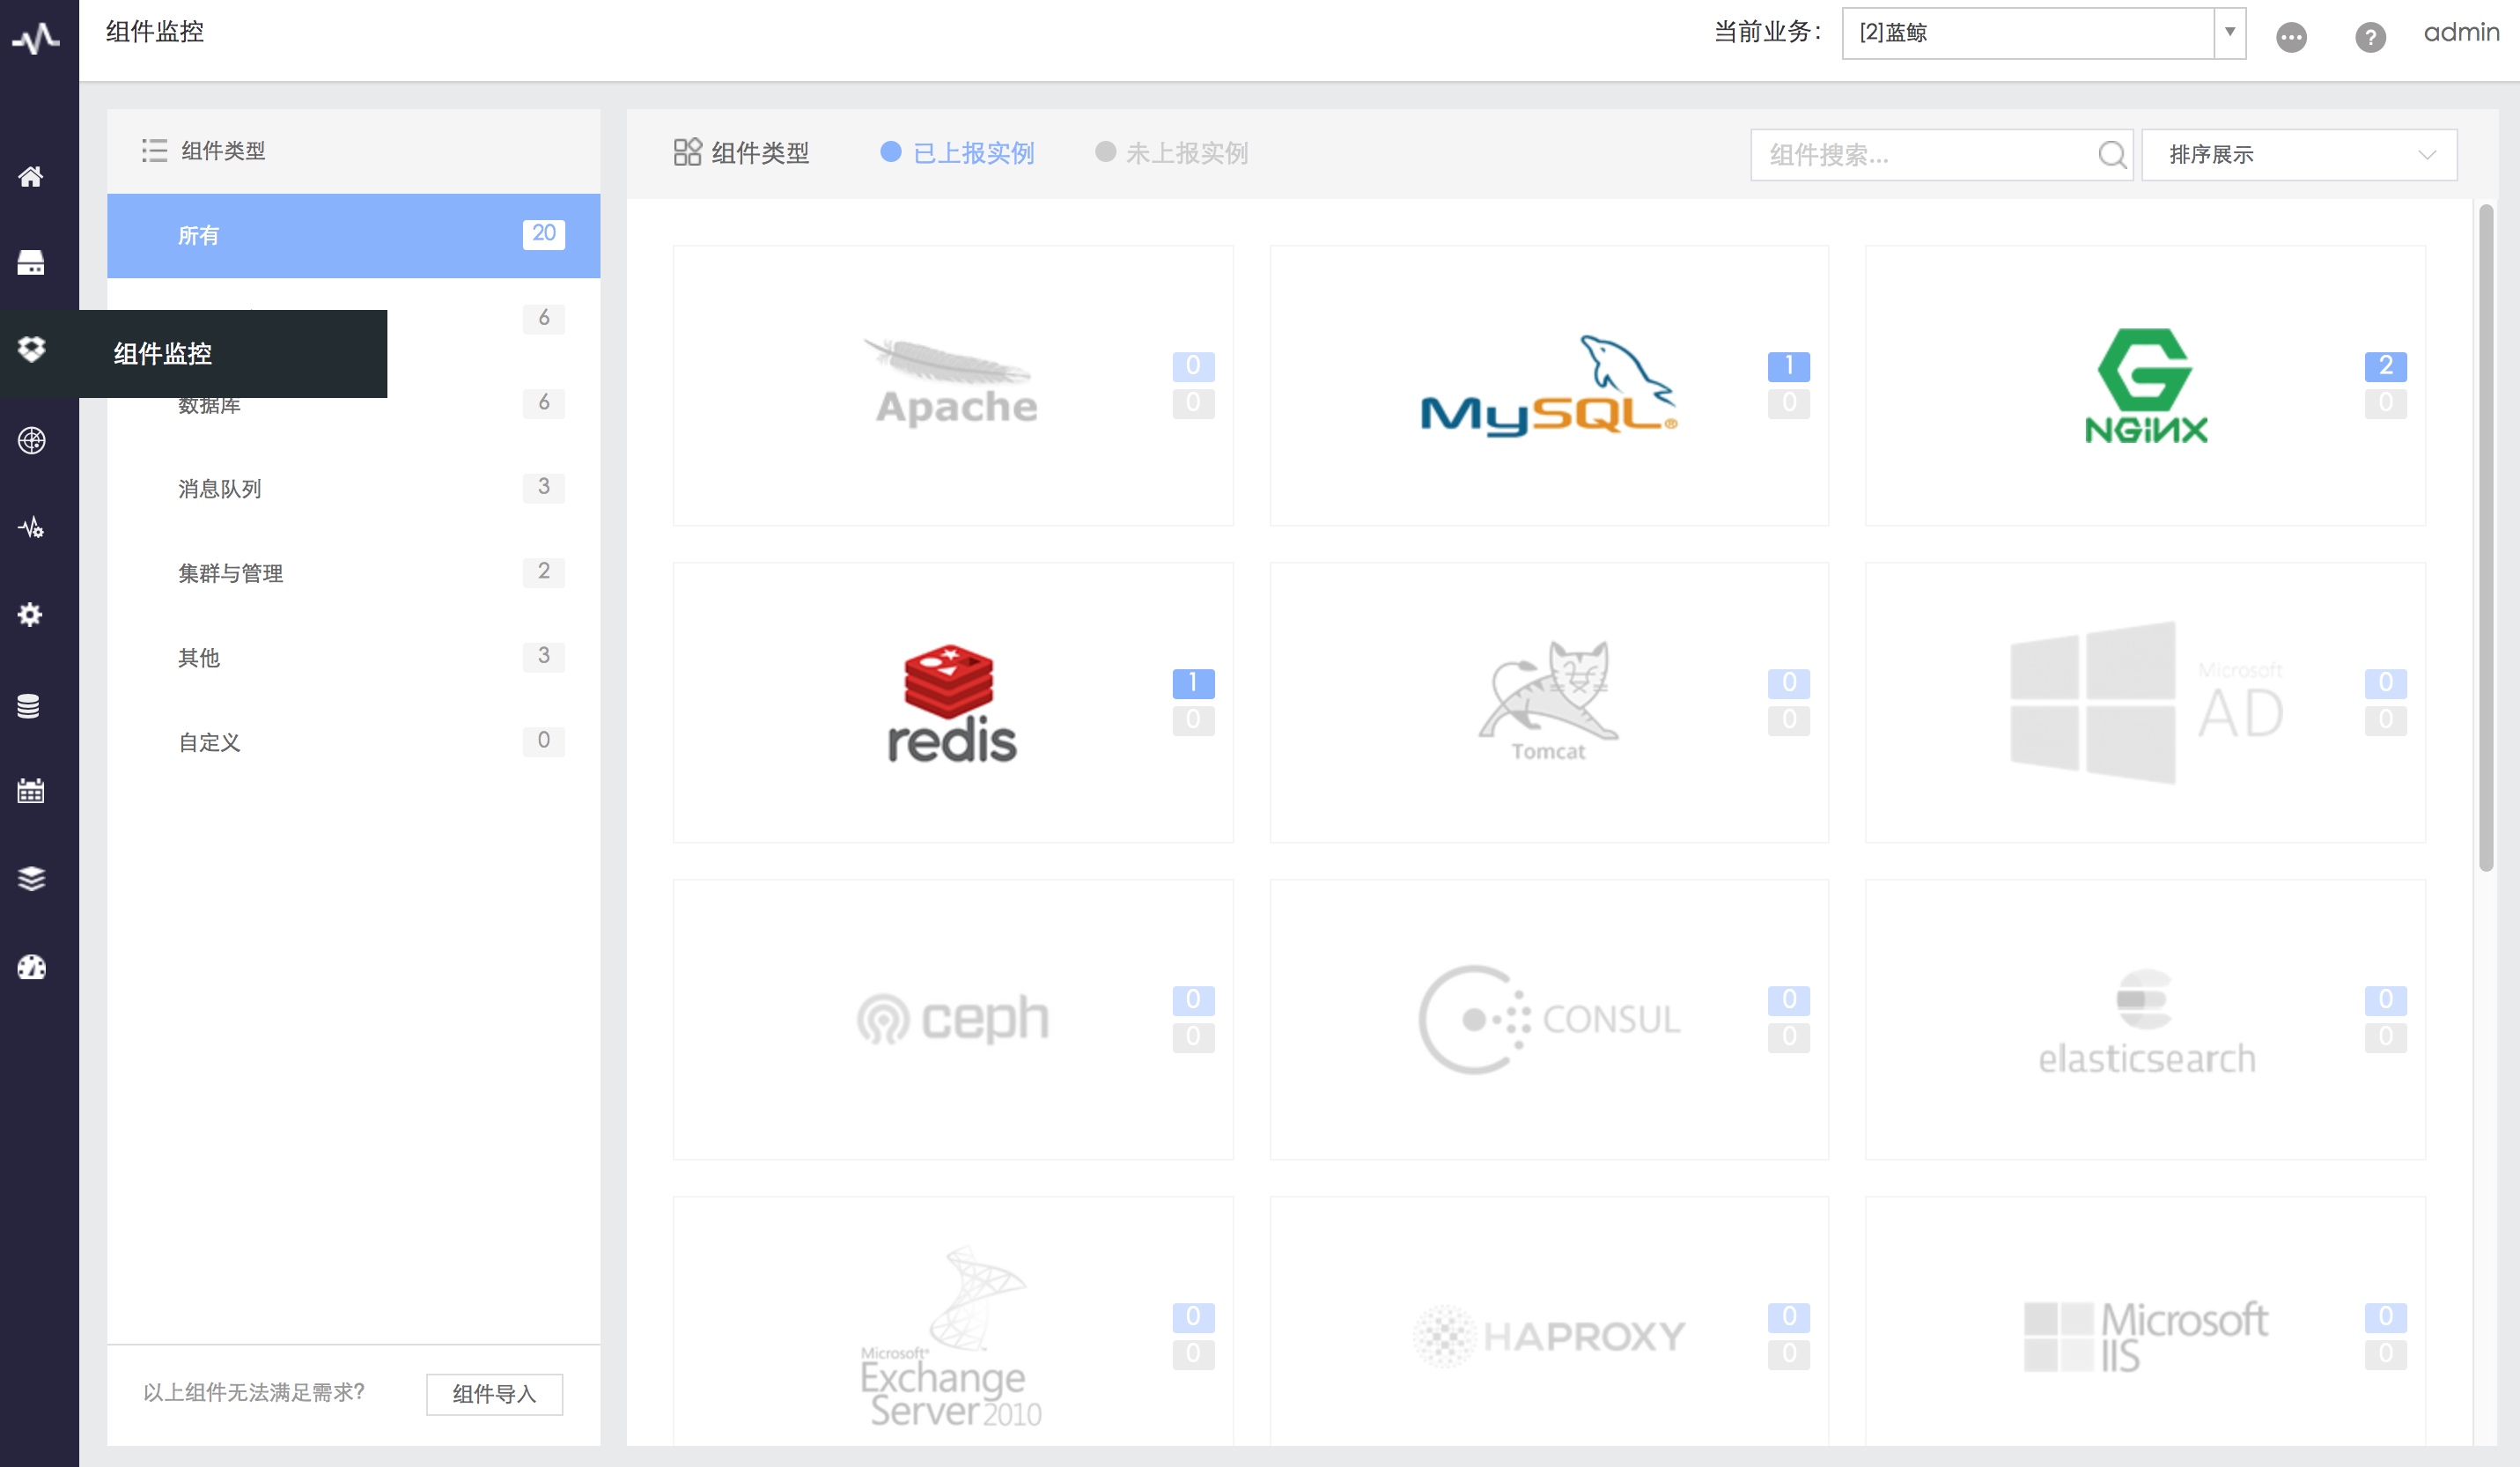 组件监控
当前业务：
[2]蓝鲸
admin
组件类型
所有
20
6
组件监控
数据库
6
消息队列
3
集群与管理
2
其他
3
自定义
0
以上组件无法满足需求?
组件导入
组件类型
已上报实例
未上报实例
组件搜索...
排序展示
Apache
0
0
MySQL®
1
0
NGiNX
2
0
redis
1
0
Tomcat
0
0
Microsoft
AD
0
0
ceph
0
0
CONSUL
0
0
elasticsearch
0
0
Microsoft®
Exchange
Server 2010
0
0
HAPROXY
0
0
Microsoft
IIS
0
0